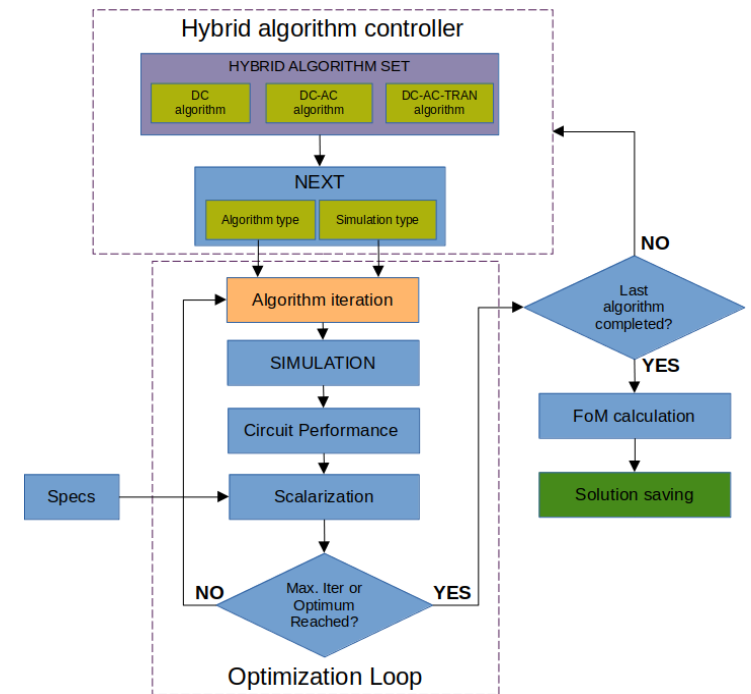 Hybrid algorithm controller
HYBRID ALGORITHM SET
DC
algorithm
DC-AC
algorithm
DC-AC-TRAN
algorithm
NEXT
Algorithm type
Simulation type
Algorithm iteration
SIMULATION
Circuit Performance
Specs
Scalarization
Max. Iter or
Optimum
Reached?
NO
YES
Optimization Loop
Last
algorithm
completed?
NO
YES
FoM calculation
Solution saving